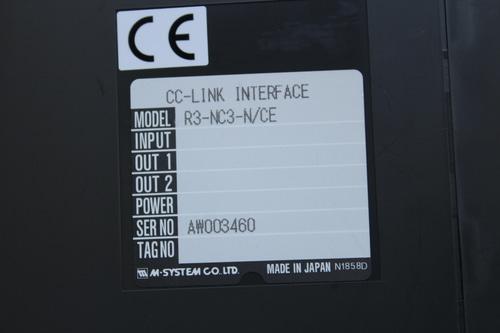 CE
CC-LINK INTERFACE
MODEL R3-NC3-N/CE
INPUT
OUT 1
OUT 2
POWER
SER NO AW003460
TAG NO
M-SYSTEM CO.,LTD. MADE IN JAPAN N1858D